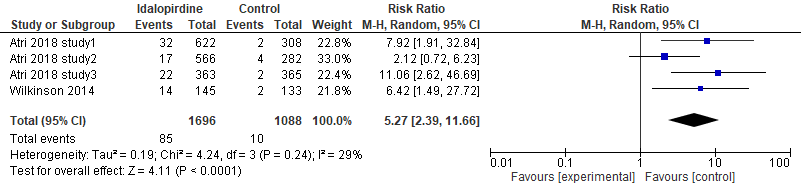 Idalopirdine Control Risk Ratio Risk Ratio
Study or Subgroup Events Total Events Total Weight M-H, Random, 95% CI M-H, Random, 95% CI
Atri 2018 study1 32 622 2 308 22.8% 7.92 [1.91, 32.84]
Atri 2018 study2 17 566 4 282 33.0% 2.12 [0.72, 6.23]
Atri 2018 study3 22 363 2 365 22.4% 11.06 [2.62, 46.69]
Wilkinson 2014 14 145 2 133 21.8% 6.42 [1.49, 27.72]
Total (95% CI) 1696 1088 100.0% 5.27 [2.39, 11.66]
Total events 85 10
Heterogeneity: Tau² = 0.19; Chi² = 4.24, df = 3 (P = 0.24); I² = 29%
Test for overall effect: Z = 4.11 (P < 0.0001)
0.01 0.1 1 10 100
Favours [experimental] Favours [control]